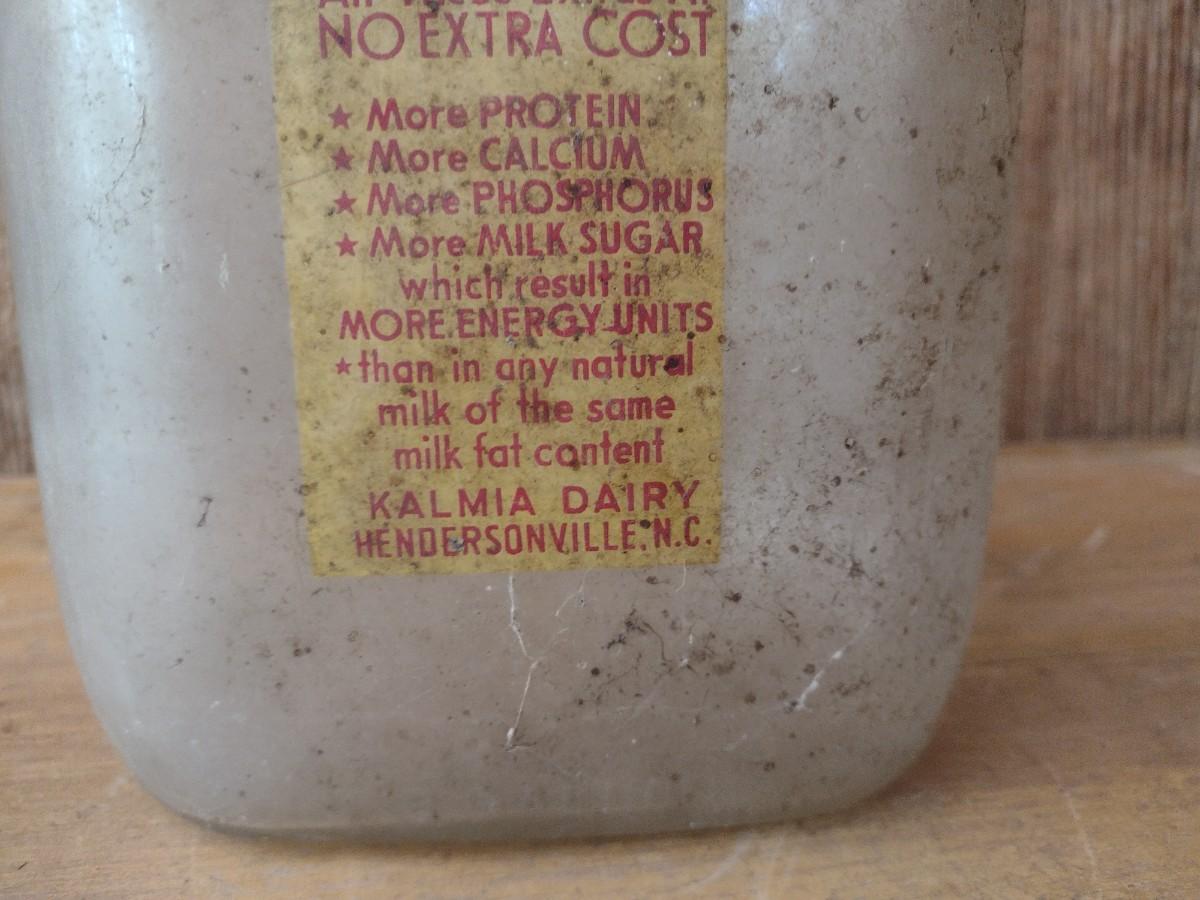 NO EXTRA COST
★ More PROTEIN
★ More CALCIUM
★ More PHOSPHORUS
★ More MILK SUGAR
which result in
MORE ENERGY UNITS
★ than in any natural
milk of the same
milk fat content
KALMIA DAIRY
HENDERSONVILLE, N.C.